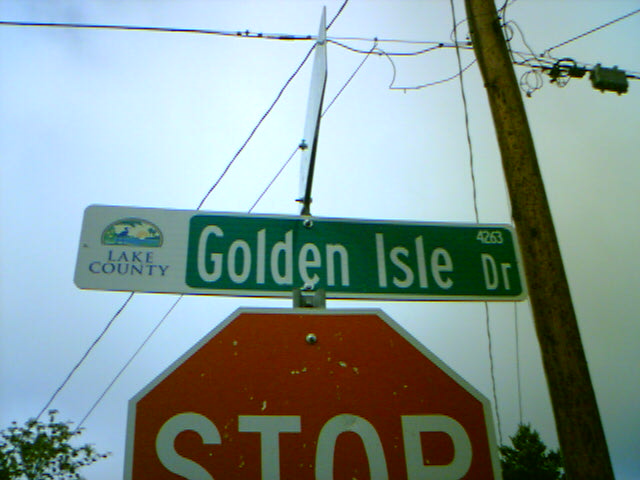 LAKE
COUNTY
Golden Isle Dr
4263
STOP